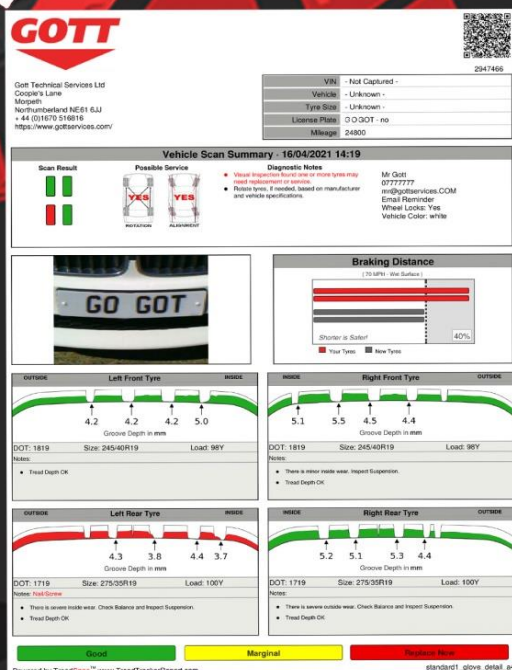 GOTT
2947466
Gott Technical Services Ltd
Coopie's Lane
Morpeth
Northumberland NE61 6JJ
+ 44 (0)1670 516816
https://www.gottservices.com/
VIN - Not Captured -
Vehicle - Unknown -
Tyre Size - Unknown -
License Plate GOGOT - no
Mileage 24800
Vehicle Scan Summary - 16/04/2021 14:19
Scan Result
Possible Service
YES
ROTATION
YES
ALIGNMENT
Diagnostic Notes
Visual Inspection found one or more tyres may
need replacement or service.
Rotate tyres, if needed, based on manufacturer
and vehicle specifications.
Mr Gott
07777777
mr@gottservices.COM
Email Reminder
Wheel Locks: Yes
Vehicle Color: white
GO GOT
Braking Distance
( 70 MPH - Wet Surface )
Shorter is Safer!
40%
Your Tyres New Tyres
OUTSIDE Left Front Tyre INSIDE
4.2 4.2 4.2 5.0
Groove Depth in mm
DOT: 1819 Size: 245/40R19 Load: 98Y
Notes:
Tread Depth OK
INSIDE Right Front Tyre OUTSIDE
5.1 5.5 4.5 4.4
Groove Depth in mm
DOT: 1819 Size: 245/40R19 Load: 98Y
Notes:
There is minor inside wear. Inspect Suspension.
Tread Depth OK
OUTSIDE Left Rear Tyre INSIDE
4.3 3.8 4.4 3.7
Groove Depth in mm
DOT: 1719 Size: 275/35R19 Load: 100Y
Notes: Nail/Screw
There is severe inside wear. Check Balance and Inspect Suspension.
Tread Depth OK
INSIDE Right Rear Tyre OUTSIDE
5.2 5.1 5.3 4.4
Groove Depth in mm
DOT: 1719 Size: 275/35R19 Load: 100Y
Notes:
There is severe outside wear. Check Balance and Inspect Suspension.
Tread Depth OK
Good
Marginal
Replace Now
standard1_glove_detail_a4